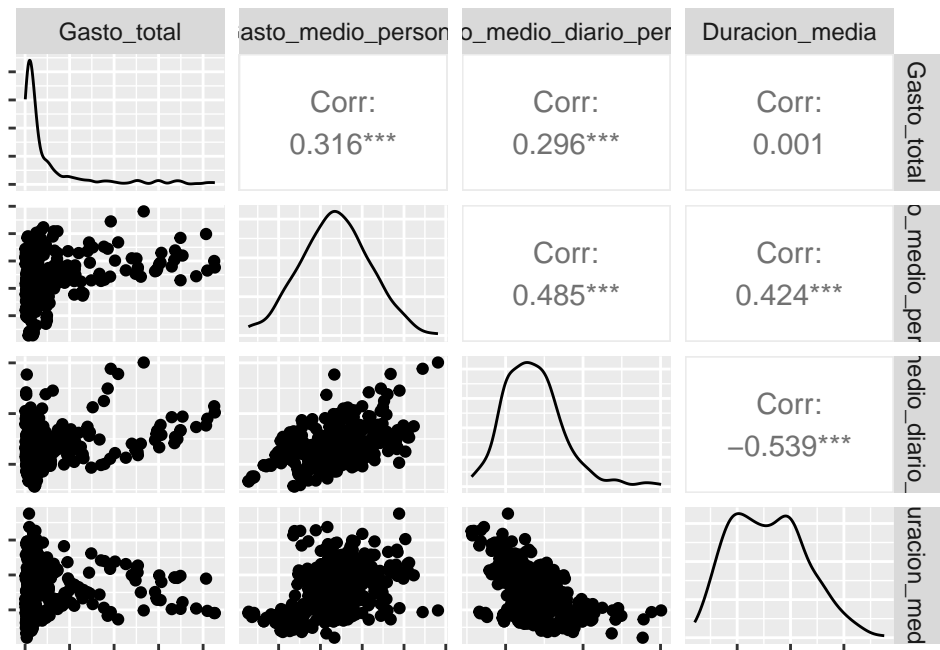 Gasto_total
asto_medio_person
o_medio_diario_per
Duracion_media
Corr:
0.316***
Corr:
0.296***
Corr:
0.001
Gasto_total
Corr:
0.485***
Corr:
0.424***
o_medio_per
Corr:
−0.539***
medio_diario_
uracion_med